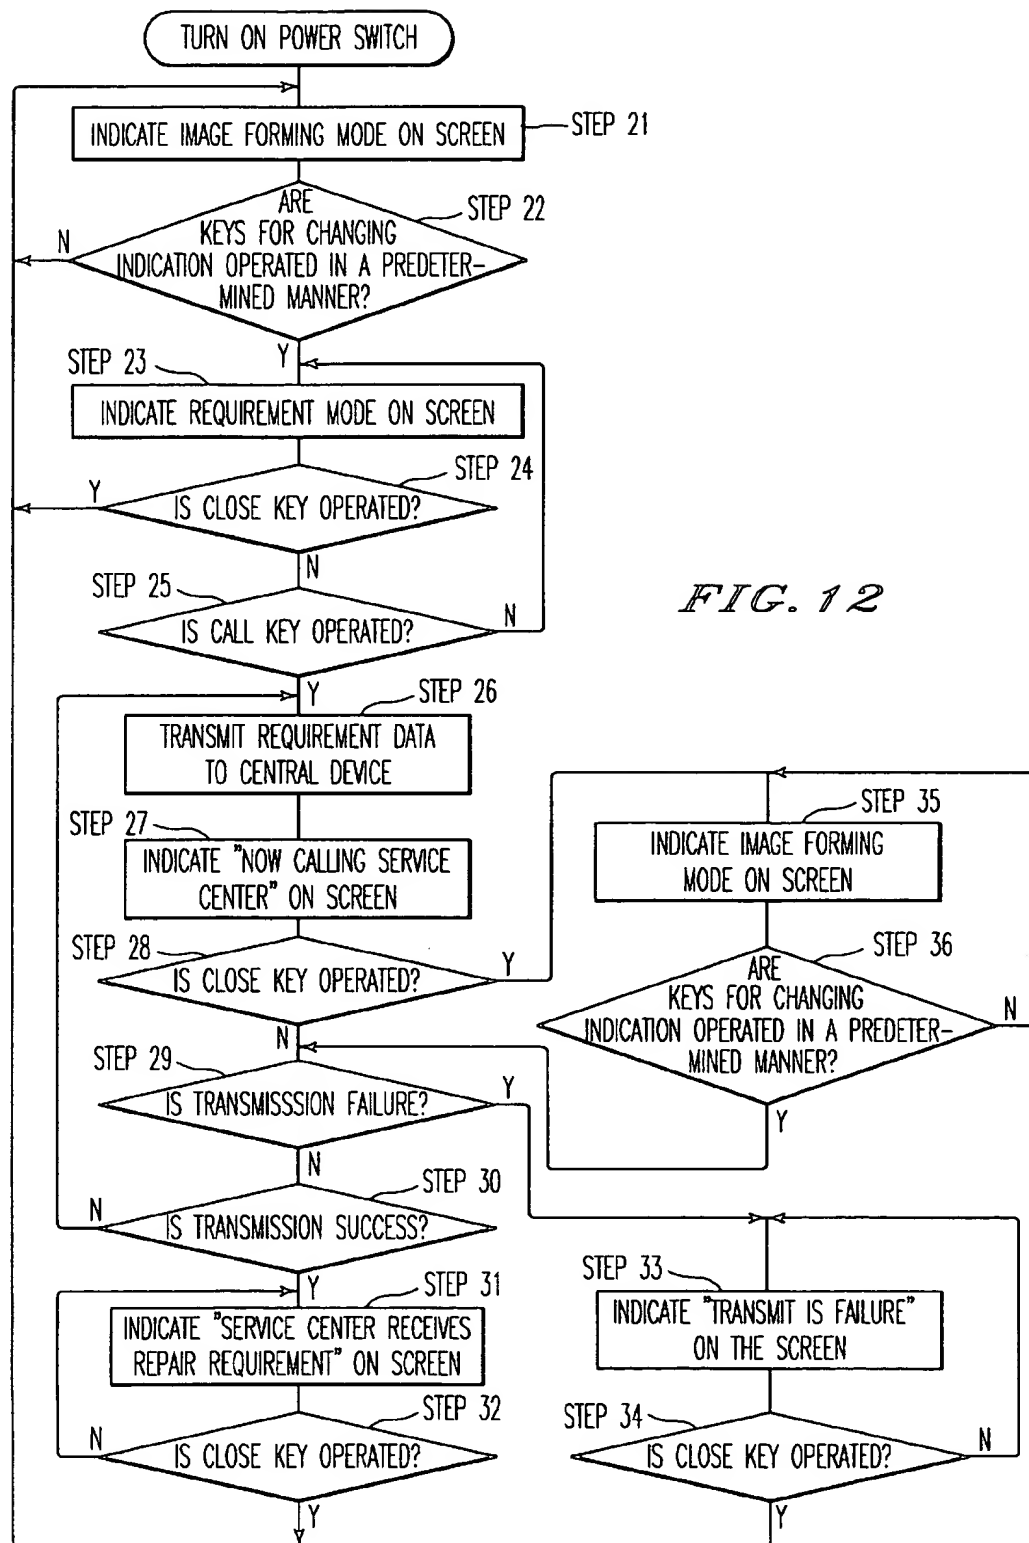 TURN ON POWER SWITCH
INDICATE IMAGE FORMING MODE ON SCREEN
STEP 21
ARE
KEYS FOR CHANGING
INDICATION OPERATED IN A PREDETER-
MINED MANNER?
STEP 22
N
Y
STEP 23
INDICATE REQUIREMENT MODE ON SCREEN
STEP 24
IS CLOSE KEY OPERATED?
Y
N
STEP 25
IS CALL KEY OPERATED?
N
Y
FIG. 12
STEP 26
TRANSMIT REQUIREMENT DATA
TO CENTRAL DEVICE
STEP 27
INDICATE "NOW CALLING SERVICE
CENTER" ON SCREEN
STEP 28
IS CLOSE KEY OPERATED?
Y
N
STEP 35
INDICATE IMAGE FORMING
MODE ON SCREEN
STEP 36
ARE
KEYS FOR CHANGING
INDICATION OPERATED IN A PREDETER-
MINED MANNER?
N
Y
STEP 29
IS TRANSMISSSION FAILURE?
Y
N
STEP 30
IS TRANSMISSION SUCCESS?
N
Y
STEP 31
INDICATE "SERVICE CENTER RECEIVES
REPAIR REQUIREMENT" ON SCREEN
STEP 32
IS CLOSE KEY OPERATED?
N
Y
STEP 33
INDICATE "TRANSMIT IS FAILURE"
ON THE SCREEN
STEP 34
IS CLOSE KEY OPERATED?
N
Y